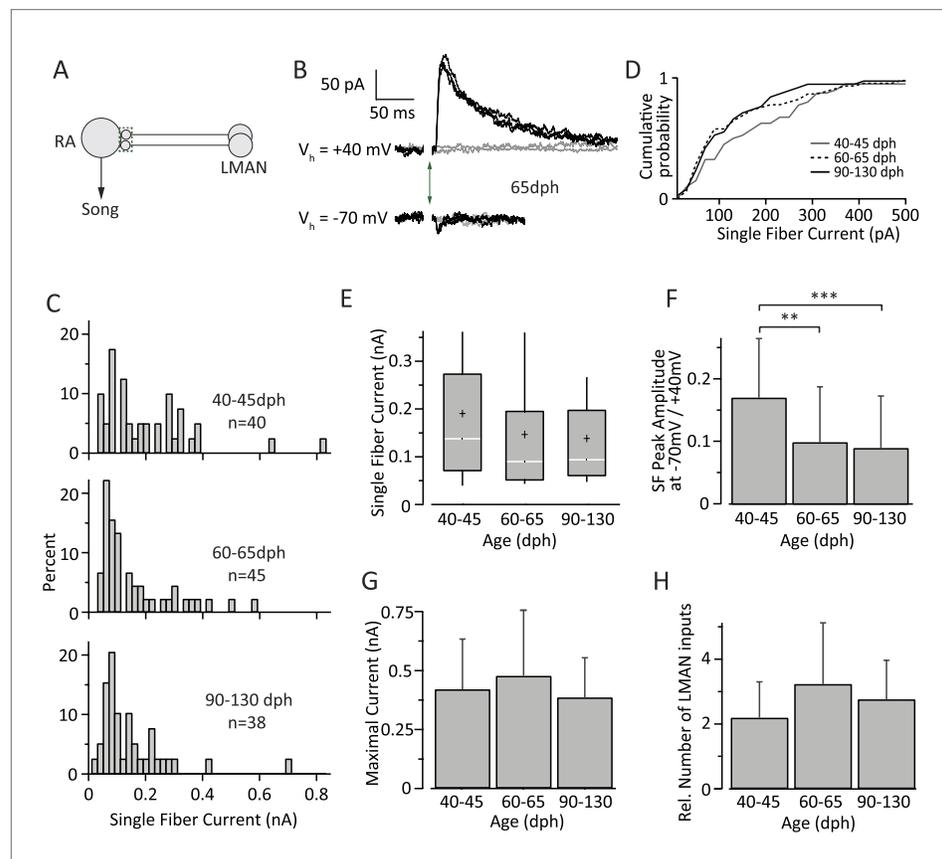 A
RA
LMAN
Song
B
50 pA
50 ms
Vh = +40 mV
65dph
Vh = -70 mV
D
Cumulative
probability
1
0
40-45 dph
60-65 dph
90-130 dph
100 200 300 400 500
Single Fiber Current (pA)
C
20
10
0
40-45dph
n=40
20
10
0
60-65dph
n=45
Percent
20
10
0
90-130 dph
n=38
0 0.2 0.4 0.6 0.8
Single Fiber Current (nA)
E
Single Fiber Current (nA)
0.3
0.2
0.1
0
40-45 60-65 90-130
Age (dph)
F
***
**
SF Peak Amplitude
at -70mV / +40mV
0.2
0.1
0
40-45 60-65 90-130
Age (dph)
G
Maximal Current (nA)
0.75
0.5
0.25
0
40-45 60-65 90-130
Age (dph)
H
Rel. Number of LMAN inputs
4
2
0
40-45 60-65 90-130
Age (dph)